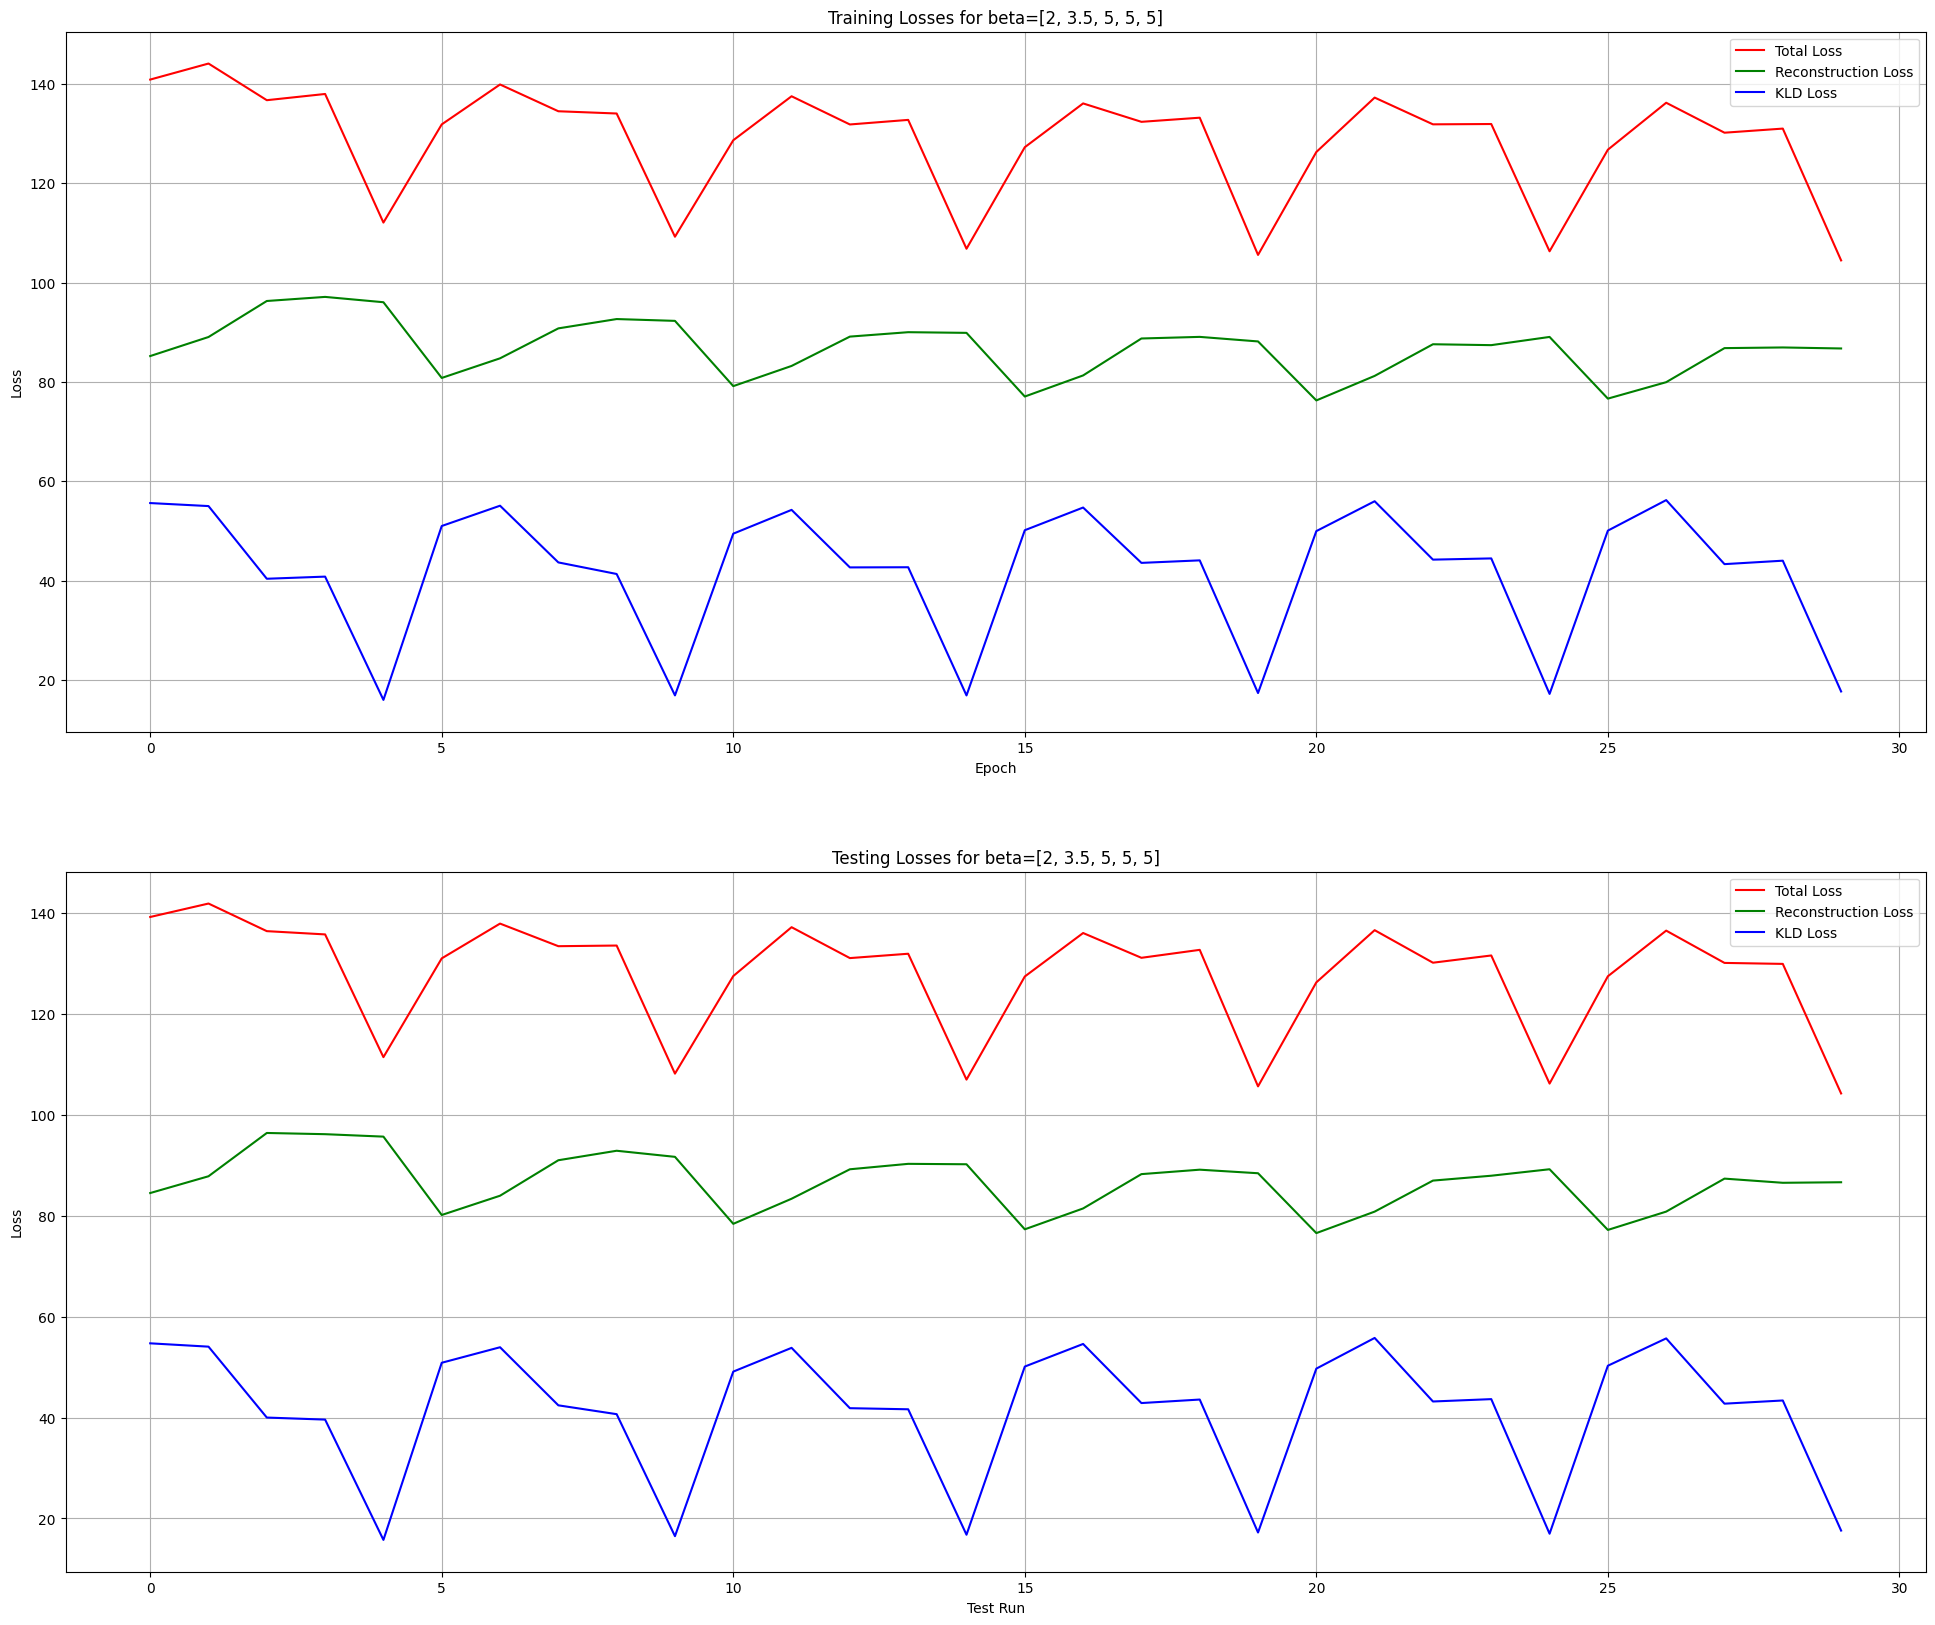 Training Losses for beta=[2, 3.5, 5, 5, 5]
Total Loss
Reconstruction Loss
KLD Loss
Loss
140
120
100
80
60
40
20
0 5 10 15 20 25 30
Epoch
Testing Losses for beta=[2, 3.5, 5, 5, 5]
Total Loss
Reconstruction Loss
KLD Loss
Loss
140
120
100
80
60
40
20
0 5 10 15 20 25 30
Test Run